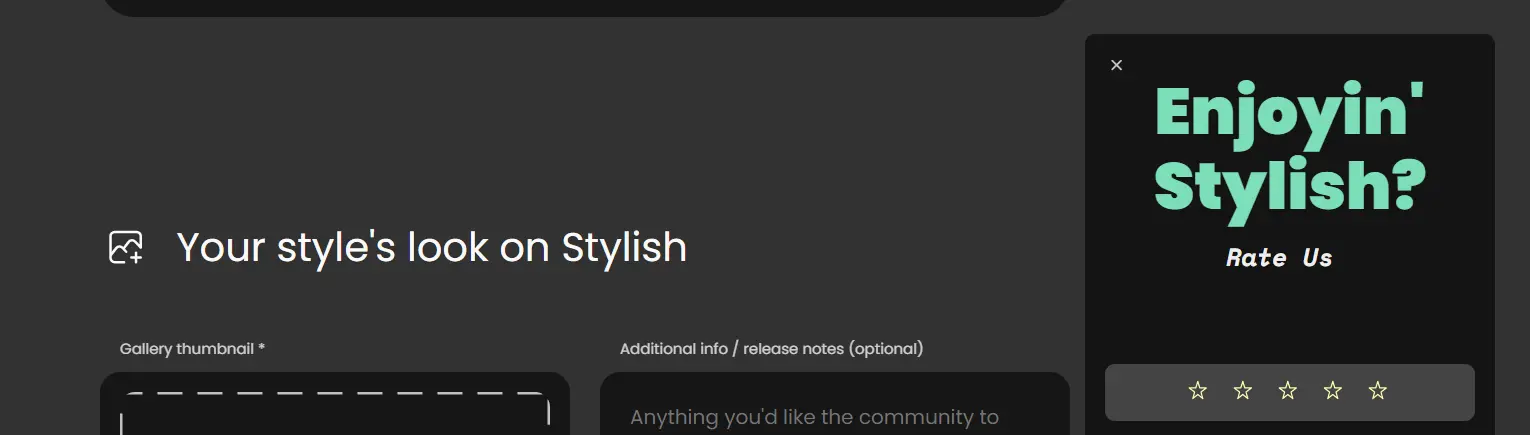 Your style's look on Stylish
Gallery thumbnail *
Additional info / release notes (optional)
Anything you'd like the community to
×
Enjoyin'
Stylish?
Rate Us
☆ ☆ ☆ ☆ ☆